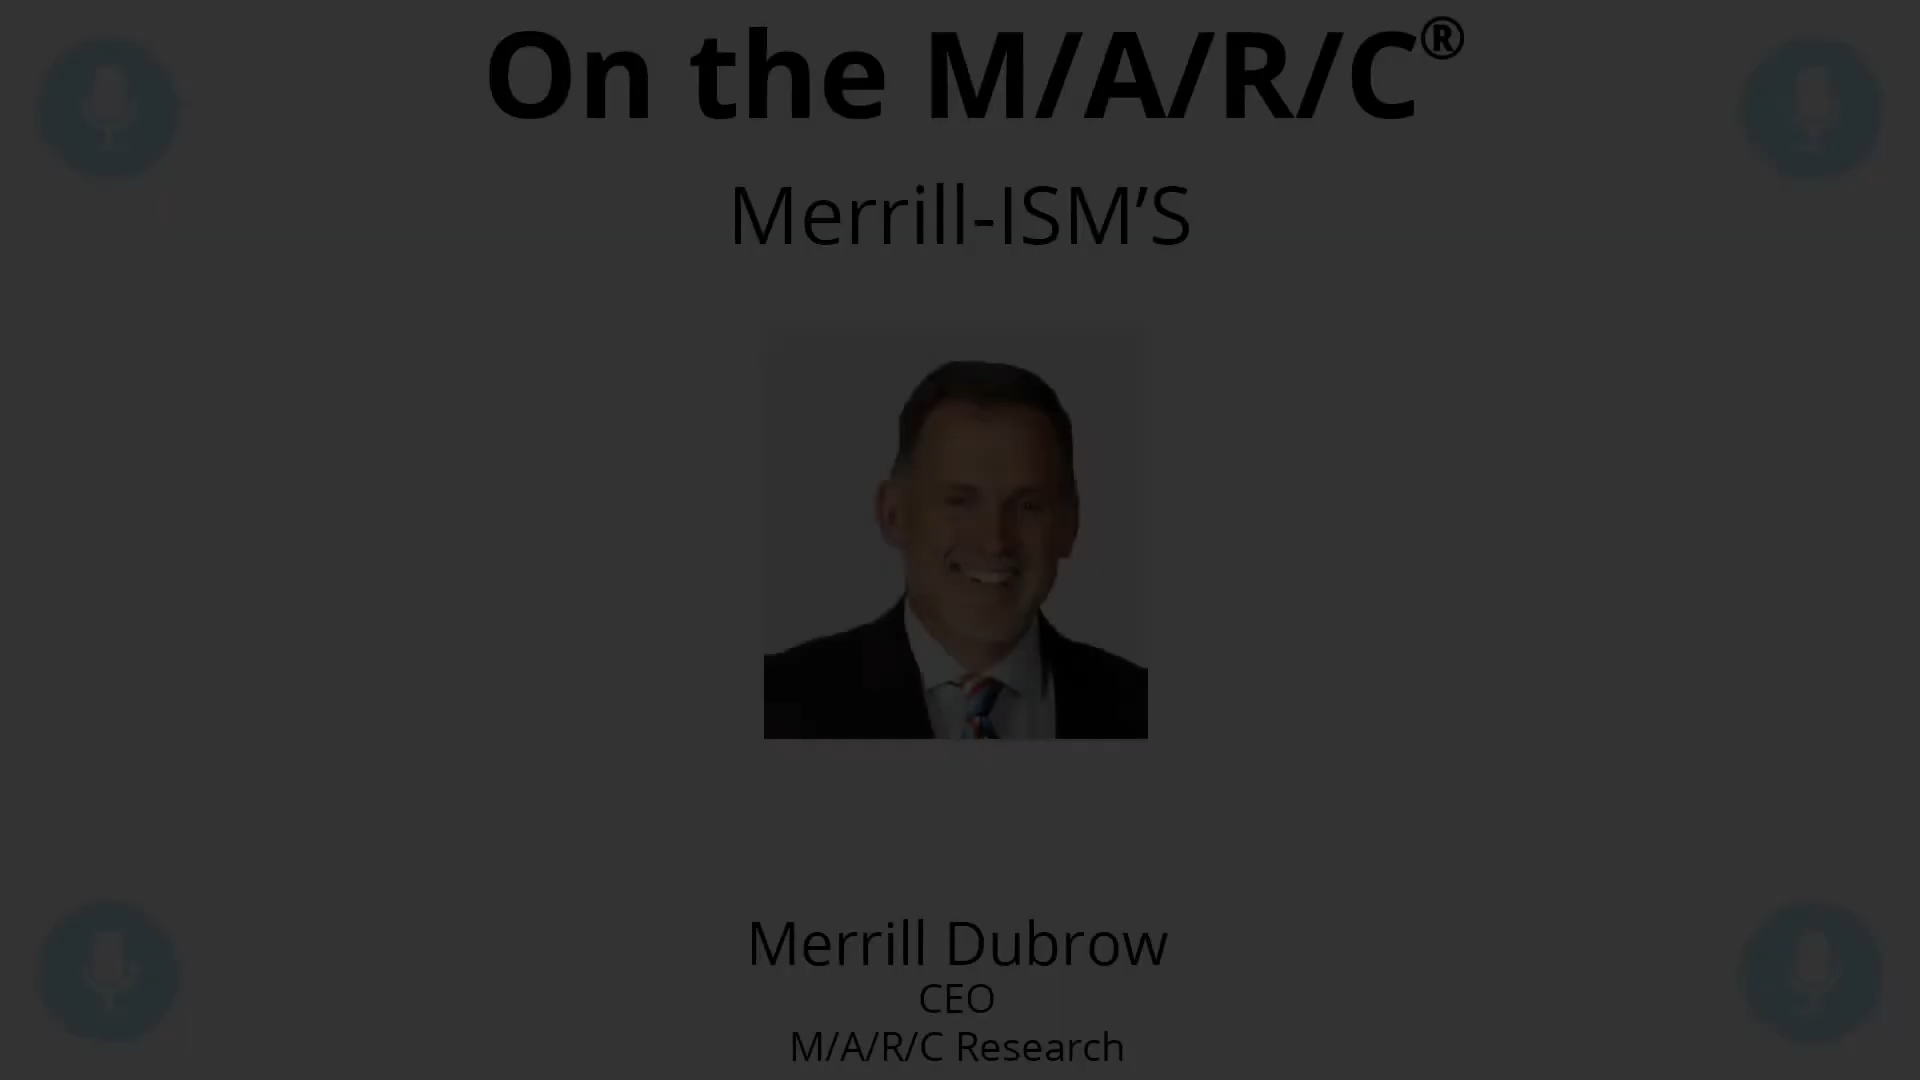 On the M/A/R/C®
Merrill-ISM’S
Merrill Dubrow
CEO
M/A/R/C Research